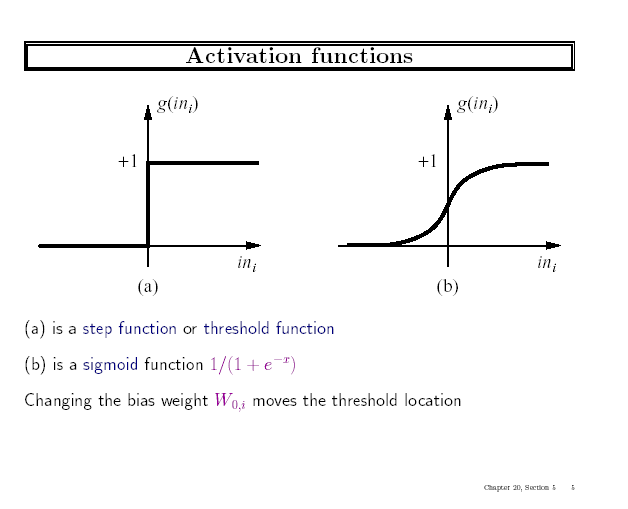 Activation functions
g(in_i) g(in_i)
+1 +1
in_i in_i
(a) (b)
(a) is a step function or threshold function
(b) is a sigmoid function 1/(1 + e^{-x})
Changing the bias weight W_{0,i} moves the threshold location
Chapter 20, Section 5 5